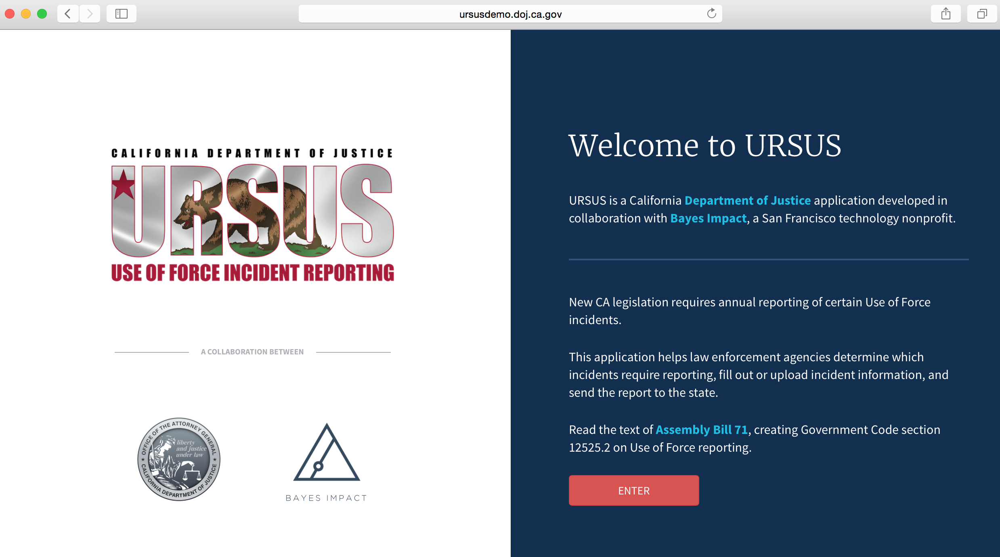 ursusdemo.doj.ca.gov
CALIFORNIA DEPARTMENT OF JUSTICE
URSUS
USE OF FORCE INCIDENT REPORTING
A COLLABORATION BETWEEN
OFFICE OF THE ATTORNEY GENERAL
liberty
and justice
under law
CALIFORNIA DEPARTMENT OF JUSTICE
BAYES IMPACT
Welcome to URSUS
URSUS is a California Department of Justice application developed in
collaboration with Bayes Impact, a San Francisco technology nonprofit.
New CA legislation requires annual reporting of certain Use of Force
incidents.
This application helps law enforcement agencies determine which
incidents require reporting, fill out or upload incident information, and
send the report to the state.
Read the text of Assembly Bill 71, creating Government Code section
12525.2 on Use of Force reporting.
ENTER